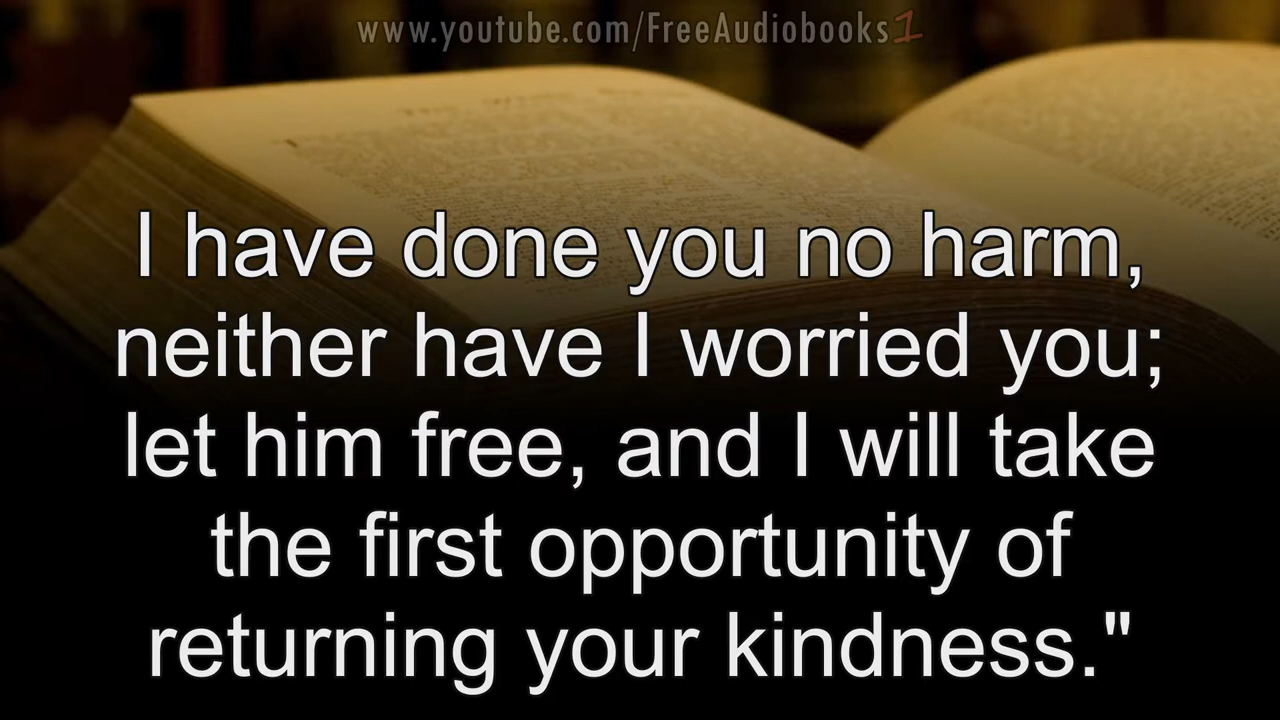 www.youtube.com/FreeAudiobooks1
I have done you no harm,
neither have I worried you;
let him free, and I will take
the first opportunity of
returning your kindness."